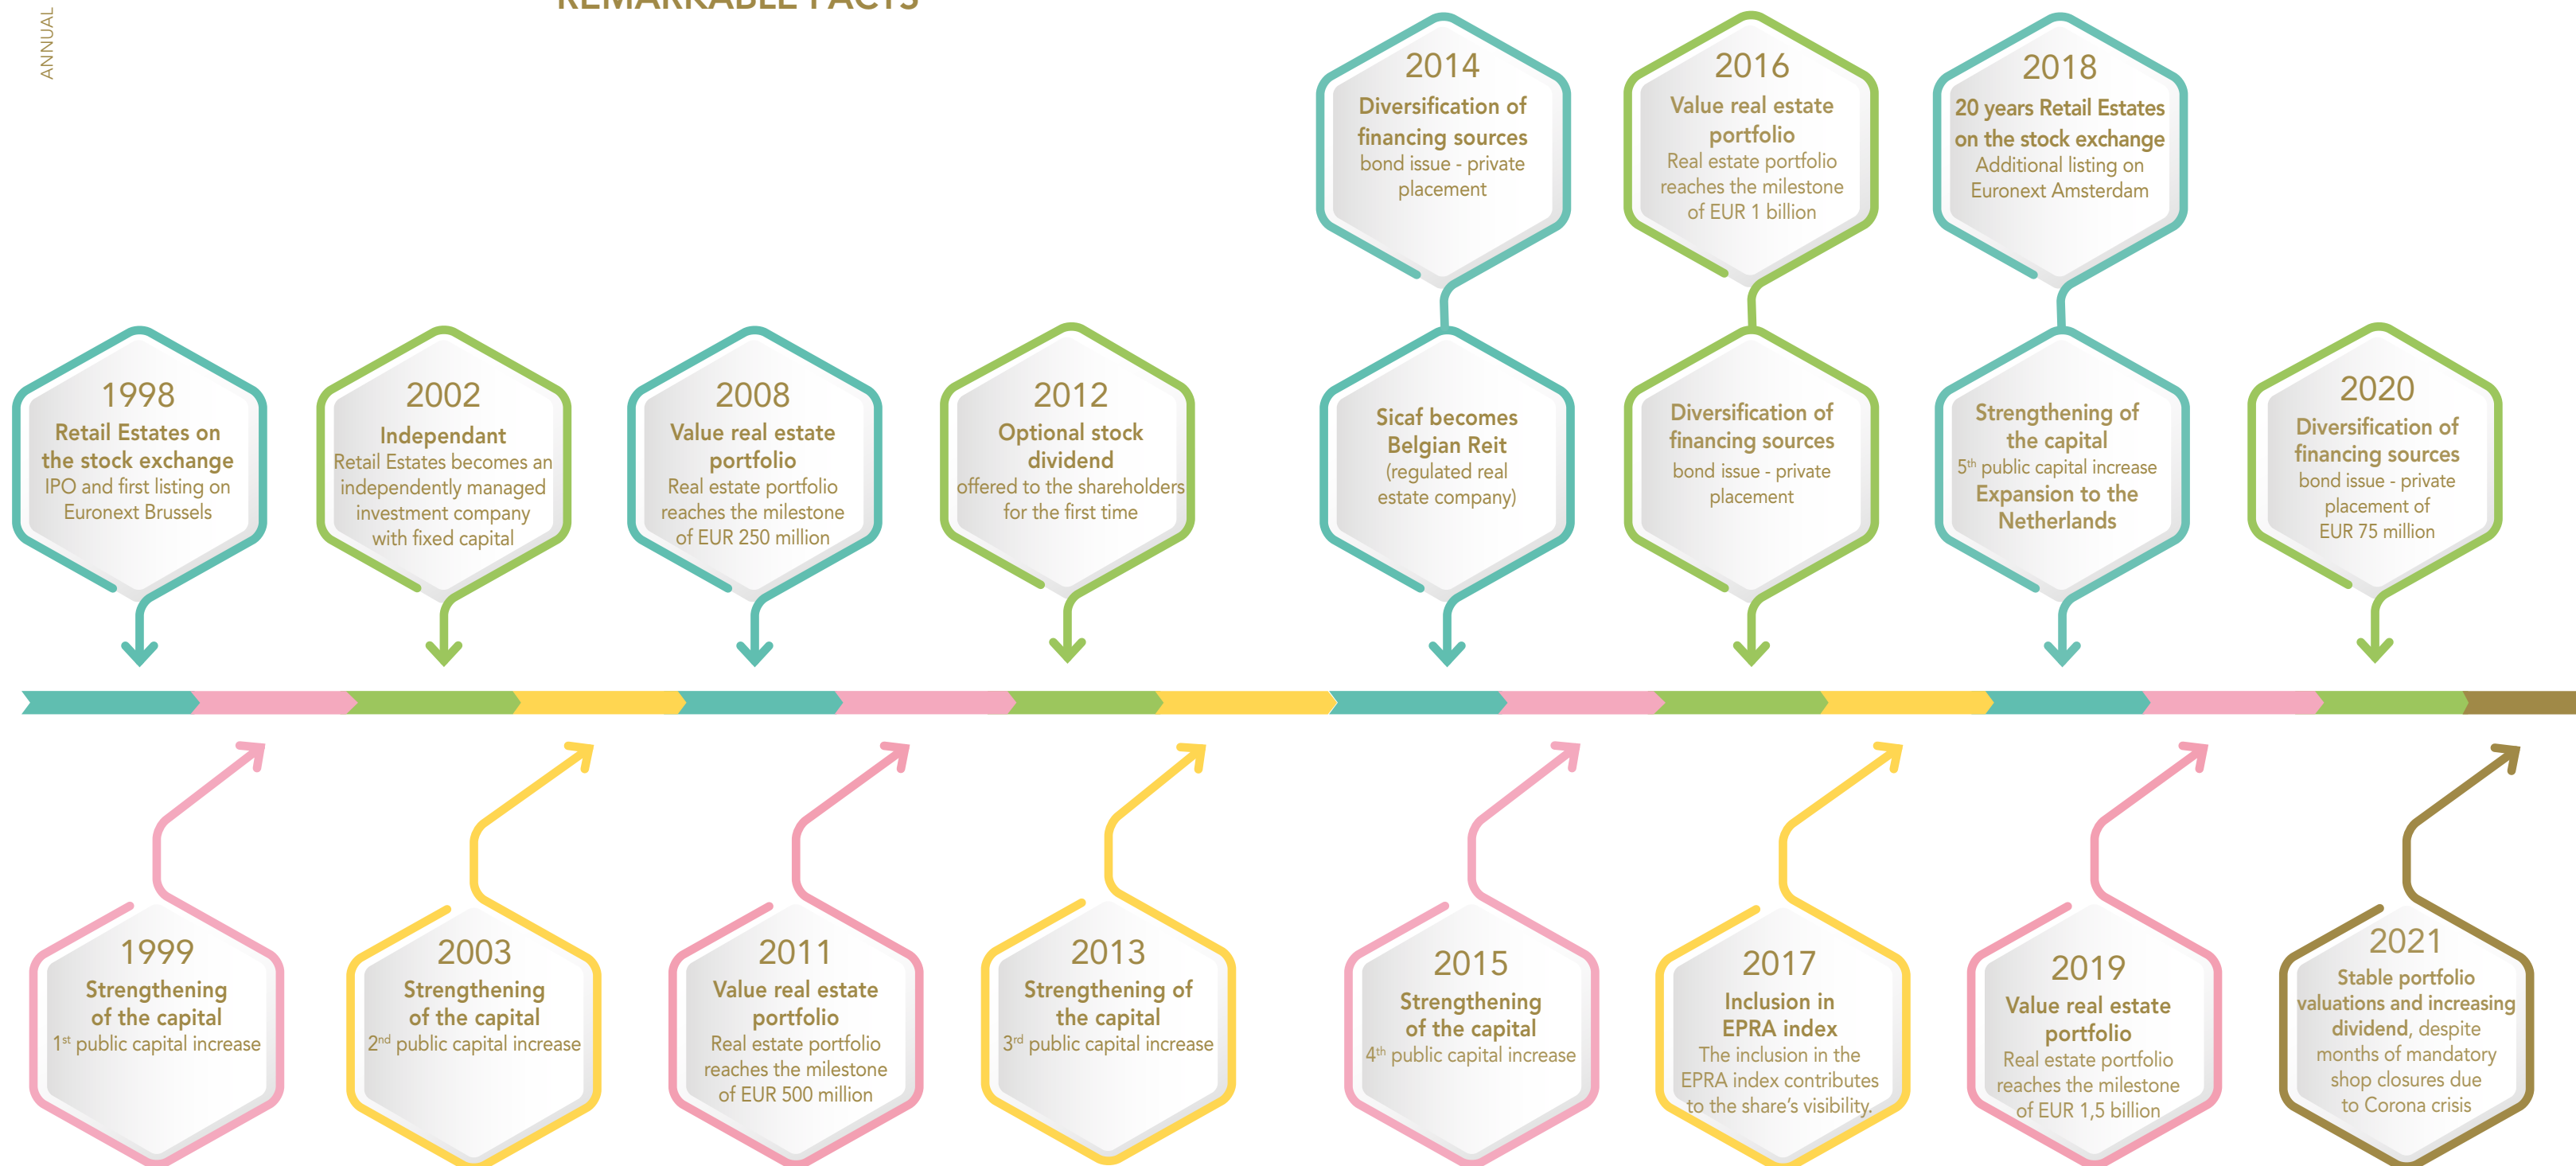 ANNUAL
REMARKABLE FACTS
2014
Diversification of
financing sources
bond issue - private
placement
2016
Value real estate
portfolio
Real estate portfolio
reaches the milestone
of EUR 1 billion
2018
20 years Retail Estates
on the stock exchange
Additional listing on
Euronext Amsterdam
1998
Retail Estates on
the stock exchange
IPO and first listing on
Euronext Brussels
2002
Independant
Retail Estates becomes an
independently managed
investment company
with fixed capital
2008
Value real estate
portfolio
Real estate portfolio
reaches the milestone
of EUR 250 million
2012
Optional stock
dividend
offered to the shareholders
for the first time
Sicaf becomes
Belgian Reit
(regulated real
estate company)
Diversification of
financing sources
bond issue - private
placement
Strengthening of
the capital
5th public capital increase
Expansion to the
Netherlands
2020
Diversification of
financing sources
bond issue - private
placement of
EUR 75 million
1999
Strengthening
of the capital
1st public capital increase
2003
Strengthening
of the capital
2nd public capital increase
2011
Value real estate
portfolio
Real estate portfolio
reaches the milestone
of EUR 500 million
2013
Strengthening of
the capital
3rd public capital increase
2015
Strengthening
of the capital
4th public capital increase
2017
Inclusion in
EPRA index
The inclusion in the
EPRA index contributes
to the share's visibility.
2019
Value real estate
portfolio
Real estate portfolio
reaches the milestone
of EUR 1,5 billion
2021
Stable portfolio
valuations and increasing
dividend, despite
months of mandatory
shop closures due
to Corona crisis